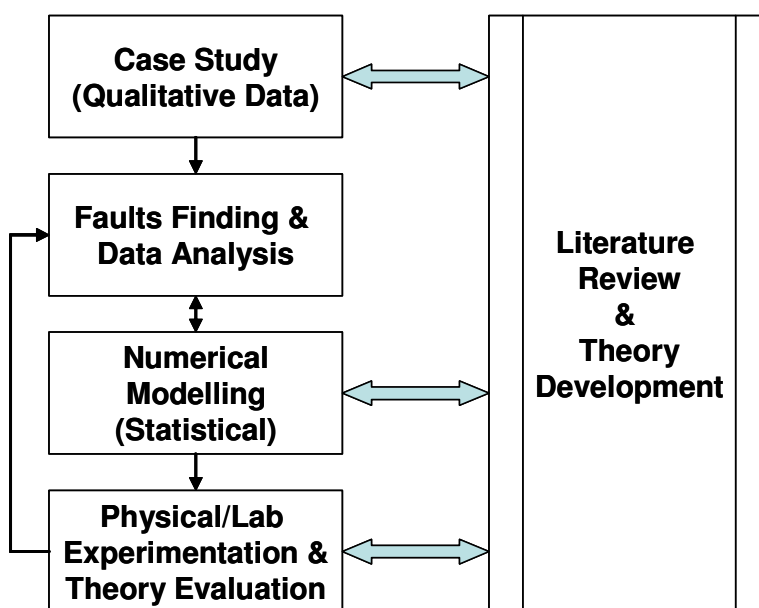 Case Study
(Qualitative Data)
Faults Finding &
Data Analysis
Numerical
Modelling
(Statistical)
Physical/Lab
Experimentation &
Theory Evaluation
Literature
Review
&
Theory
Development